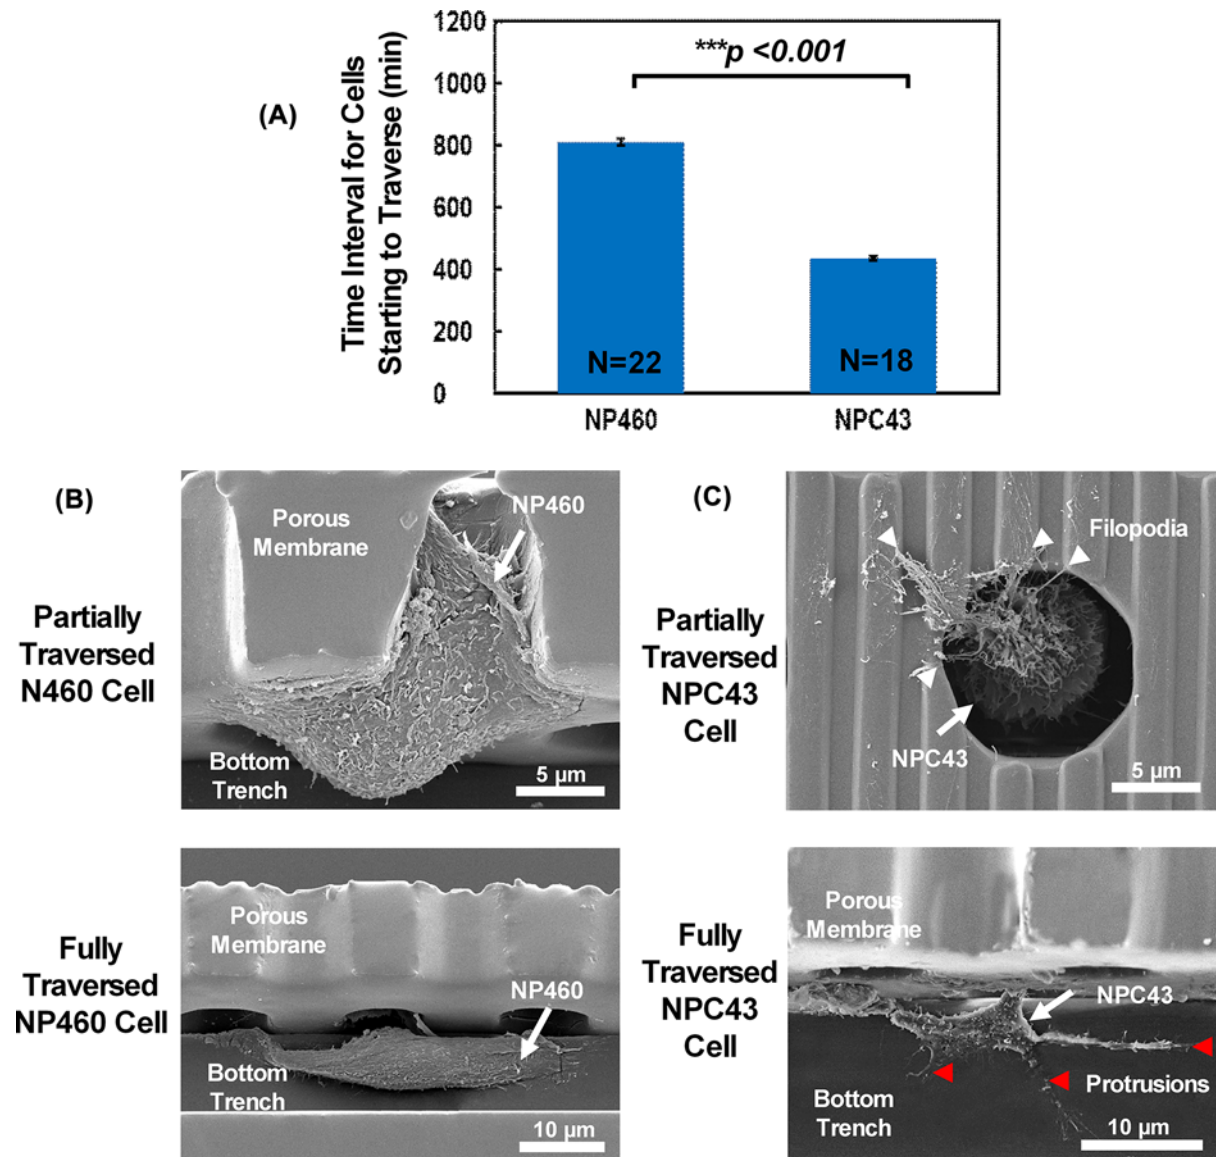 (A)
Time Interval for Cells
Starting to Traverse (min)
1200
1000
800
600
400
200
0
***p <0.001
N=22
N=18
NP460
NPC43
(B)
Partially
Traversed
N460 Cell
Porous
Membrane
NP460
Bottom
Trench
5 µm
(C)
Partially
Traversed
NPC43
Cell
Filopodia
NPC43
5 µm
Fully
Traversed
NP460 Cell
Porous
Membrane
NP460
Bottom
Trench
10 µm
Fully
Traversed
NPC43
Cell
Porous
Membrane
NPC43
Protrusions
Bottom
Trench
10 µm